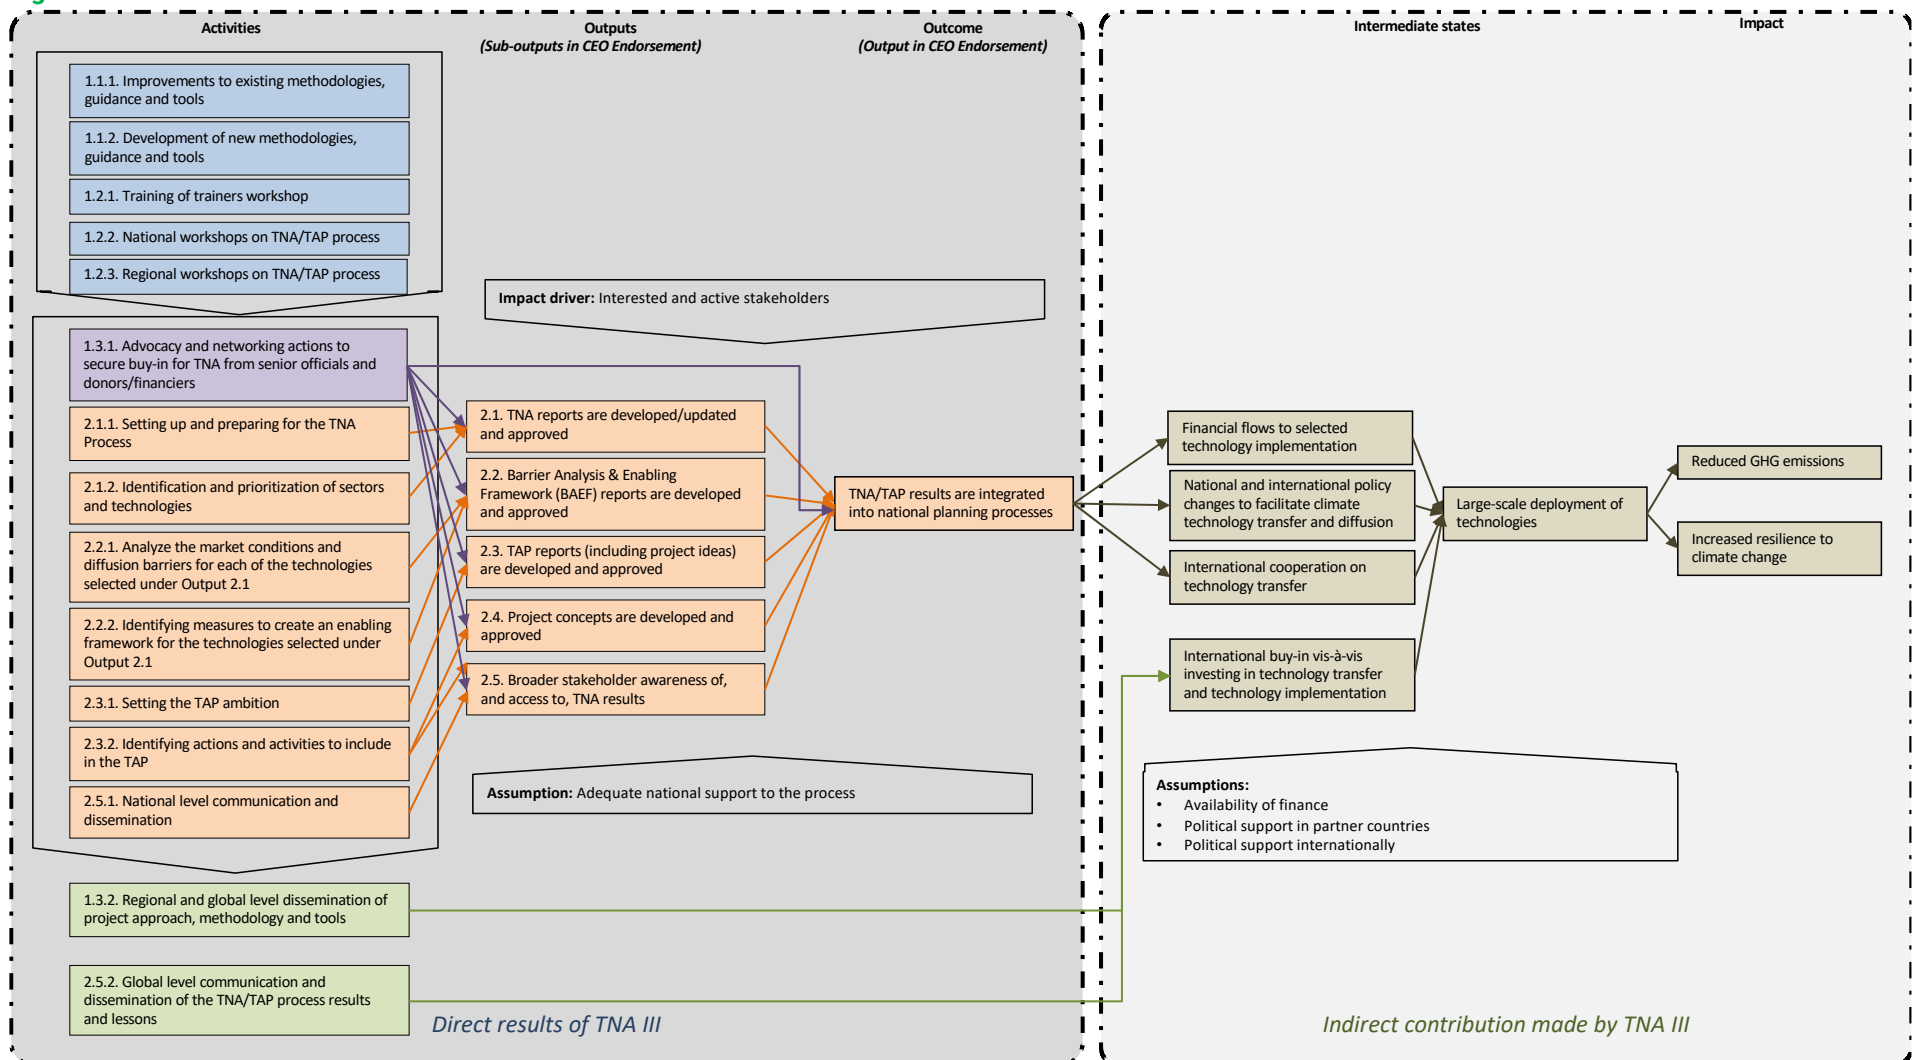 Activities
Outputs
(Sub-outputs in CEO Endorsement)
Outcome
(Output in CEO Endorsement)
Intermediate states
Impact
1.1.1. Improvements to existing methodologies,
guidance and tools
1.1.2. Development of new methodologies,
guidance and tools
1.2.1. Training of trainers workshop
1.2.2. National workshops on TNA/TAP process
1.2.3. Regional workshops on TNA/TAP process
Impact driver: Interested and active stakeholders
1.3.1. Advocacy and networking actions to
secure buy-in for TNA from senior officials and
donors/financiers
2.1.1. Setting up and preparing for the TNA
Process
2.1.2. Identification and prioritization of sectors
and technologies
2.2.1. Analyze the market conditions and
diffusion barriers for each of the technologies
selected under Output 2.1
2.2.2. Identifying measures to create an enabling
framework for the technologies selected under
Output 2.1
2.3.1. Setting the TAP ambition
2.3.2. Identifying actions and activities to include
in the TAP
2.5.1. National level communication and
dissemination
2.1. TNA reports are developed/updated
and approved
2.2. Barrier Analysis & Enabling
Framework (BAEF) reports are developed
and approved
2.3. TAP reports (including project ideas)
are developed and approved
2.4. Project concepts are developed and
approved
2.5. Broader stakeholder awareness of,
and access to, TNA results
Assumption: Adequate national support to the process
TNA/TAP results are integrated
into national planning processes
Financial flows to selected
technology implementation
National and international policy
changes to facilitate climate
technology transfer and diffusion
International cooperation on
technology transfer
International buy-in vis-à-vis
investing in technology transfer
and technology implementation
Large-scale deployment of
technologies
Reduced GHG emissions
Increased resilience to
climate change
Assumptions:
• Availability of finance
• Political support in partner countries
• Political support internationally
1.3.2. Regional and global level dissemination of
project approach, methodology and tools
2.5.2. Global level communication and
dissemination of the TNA/TAP process results
and lessons
Direct results of TNA III
Indirect contribution made by TNA III